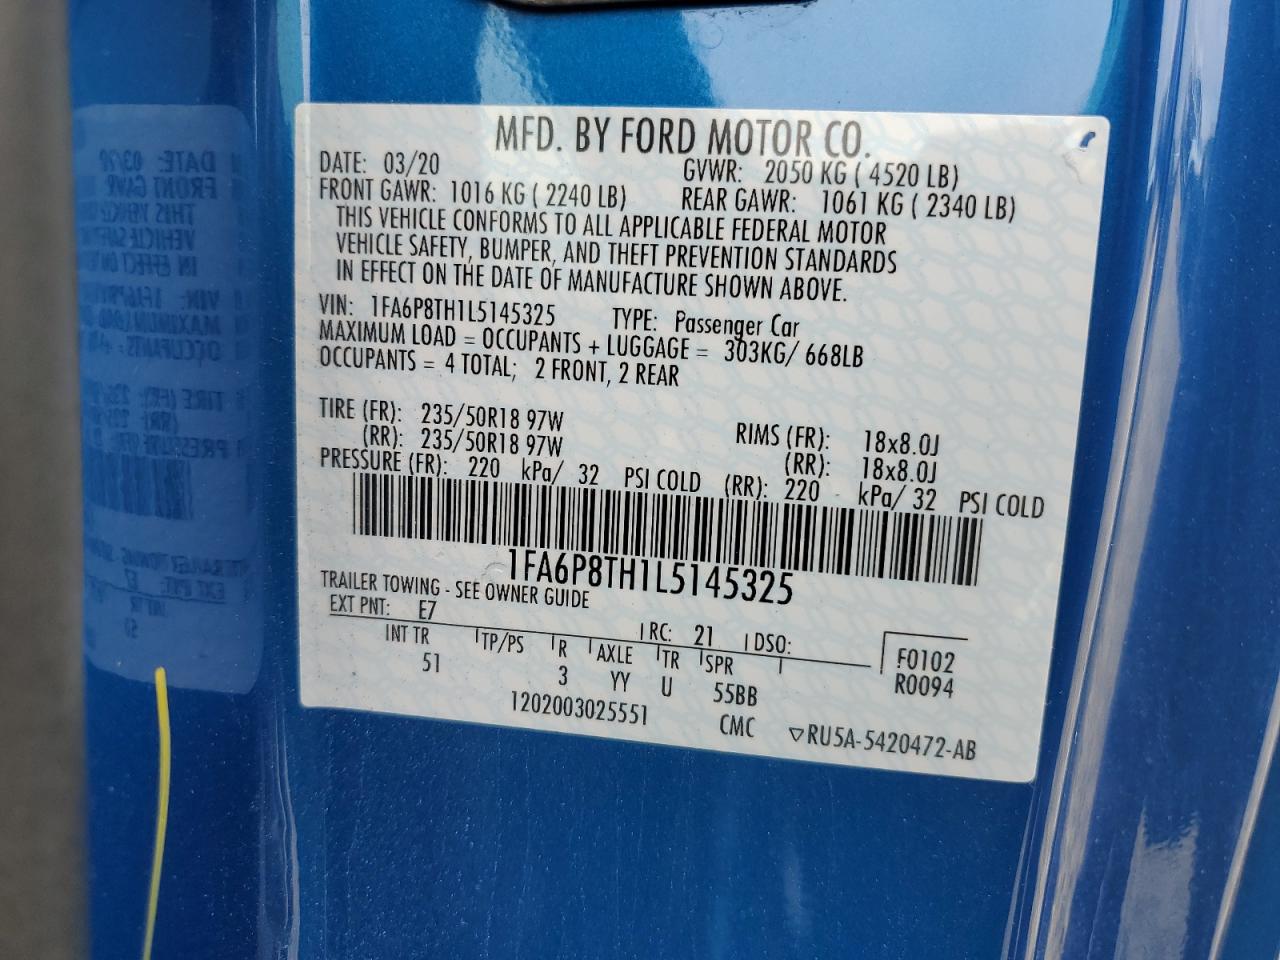 MFD. BY FORD MOTOR CO.
DATE: 03/20 GVWR: 2050 KG ( 4520 LB)
FRONT GAWR: 1016 KG ( 2240 LB) REAR GAWR: 1061 KG ( 2340 LB)
THIS VEHICLE CONFORMS TO ALL APPLICABLE FEDERAL MOTOR
VEHICLE SAFETY, BUMPER, AND THEFT PREVENTION STANDARDS
IN EFFECT ON THE DATE OF MANUFACTURE SHOWN ABOVE.
VIN: 1FA6P8TH1L5145325 TYPE: Passenger Car
MAXIMUM LOAD = OCCUPANTS + LUGGAGE = 303KG/ 668LB
OCCUPANTS = 4 TOTAL; 2 FRONT, 2 REAR
TIRE (FR): 235/50R18 97W RIMS (FR): 18x8.0J
(RR): 235/50R18 97W (RR): 18x8.0J
PRESSURE (FR): 220 kPa/ 32 PSI COLD (RR): 220 kPa/ 32 PSI COLD
1FA6P8TH1L5145325
TRAILER TOWING - SEE OWNER GUIDE
EXT PNT: E7 RC: 21 DSO:
INT TR TP/PS R AXLE TR SPR F0102
51 3 YY U 55BB R0094
1202003025551 CMC ▽RU5A-5420472-AB